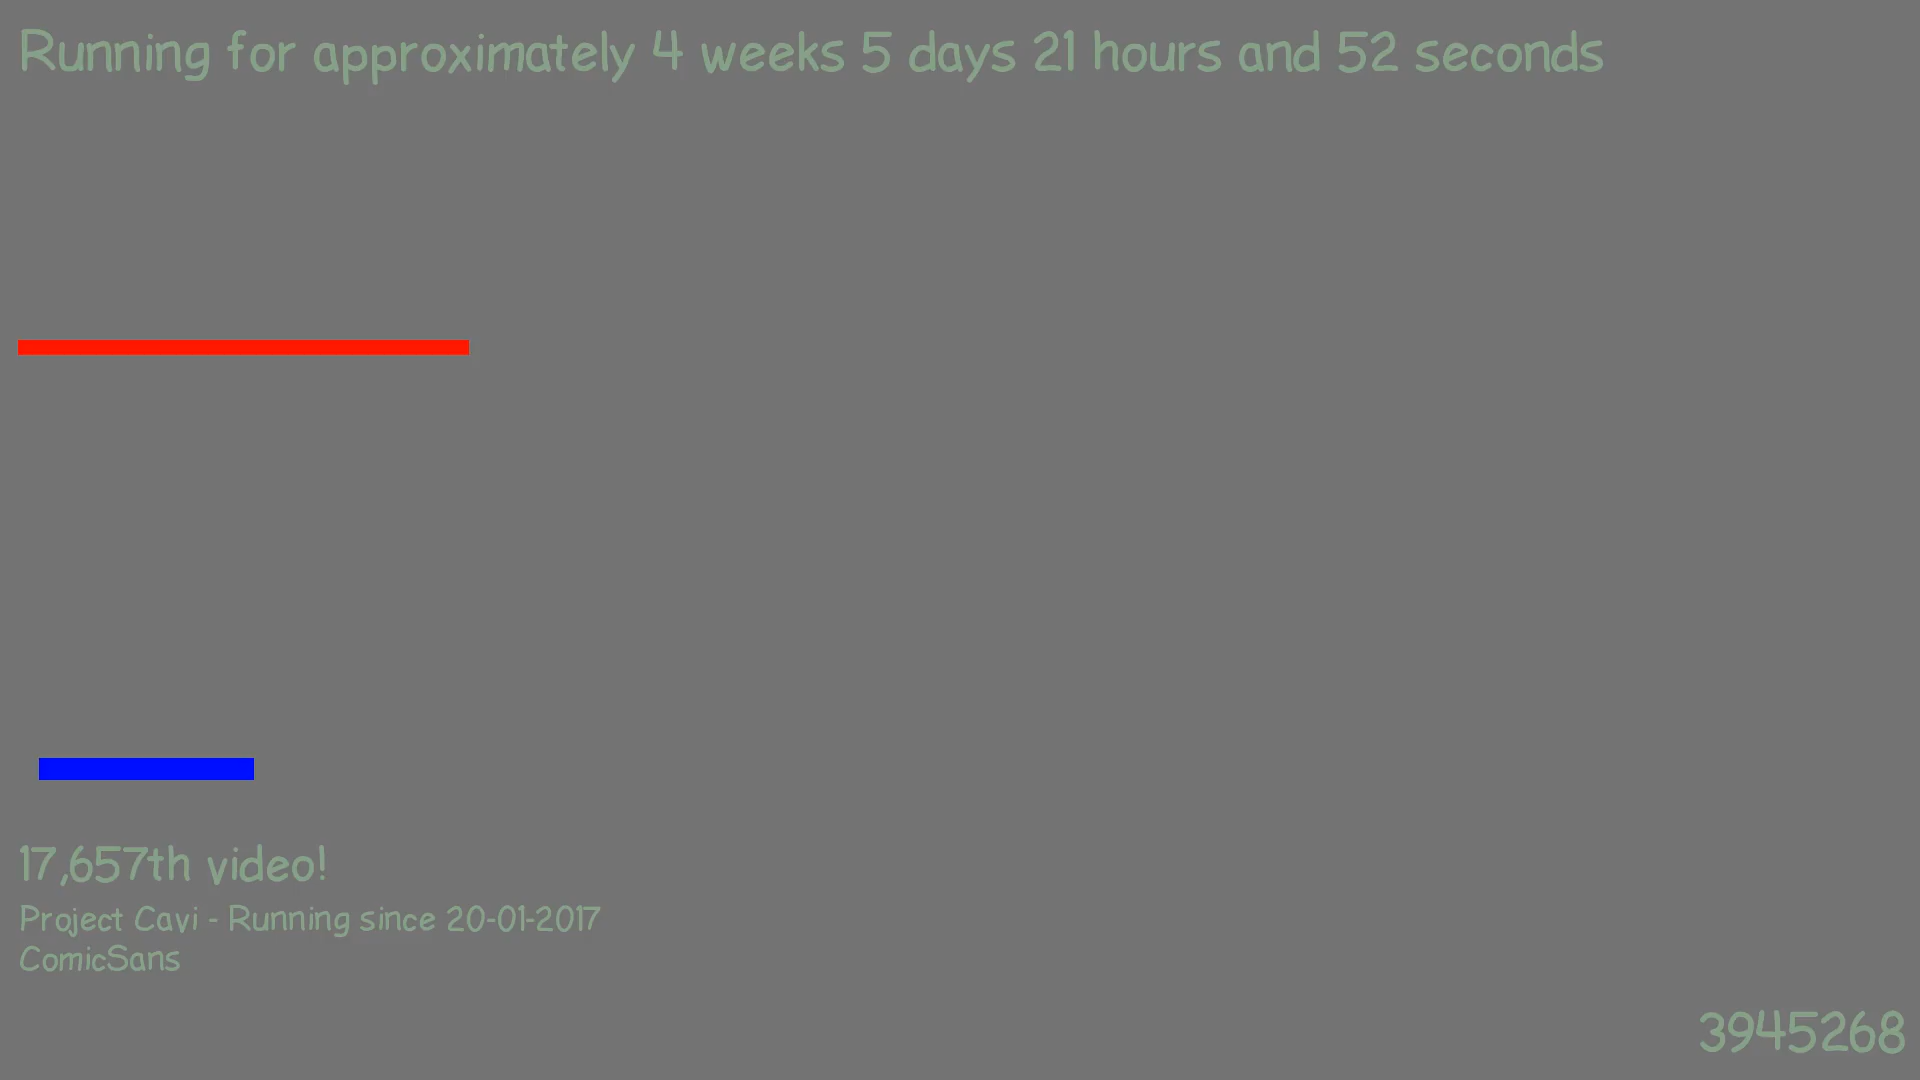 Running for approximately 4 weeks 5 days 21 hours and 52 seconds
17,657th video!
Project Cavi - Running since 20-01-2017
ComicSans
3945268